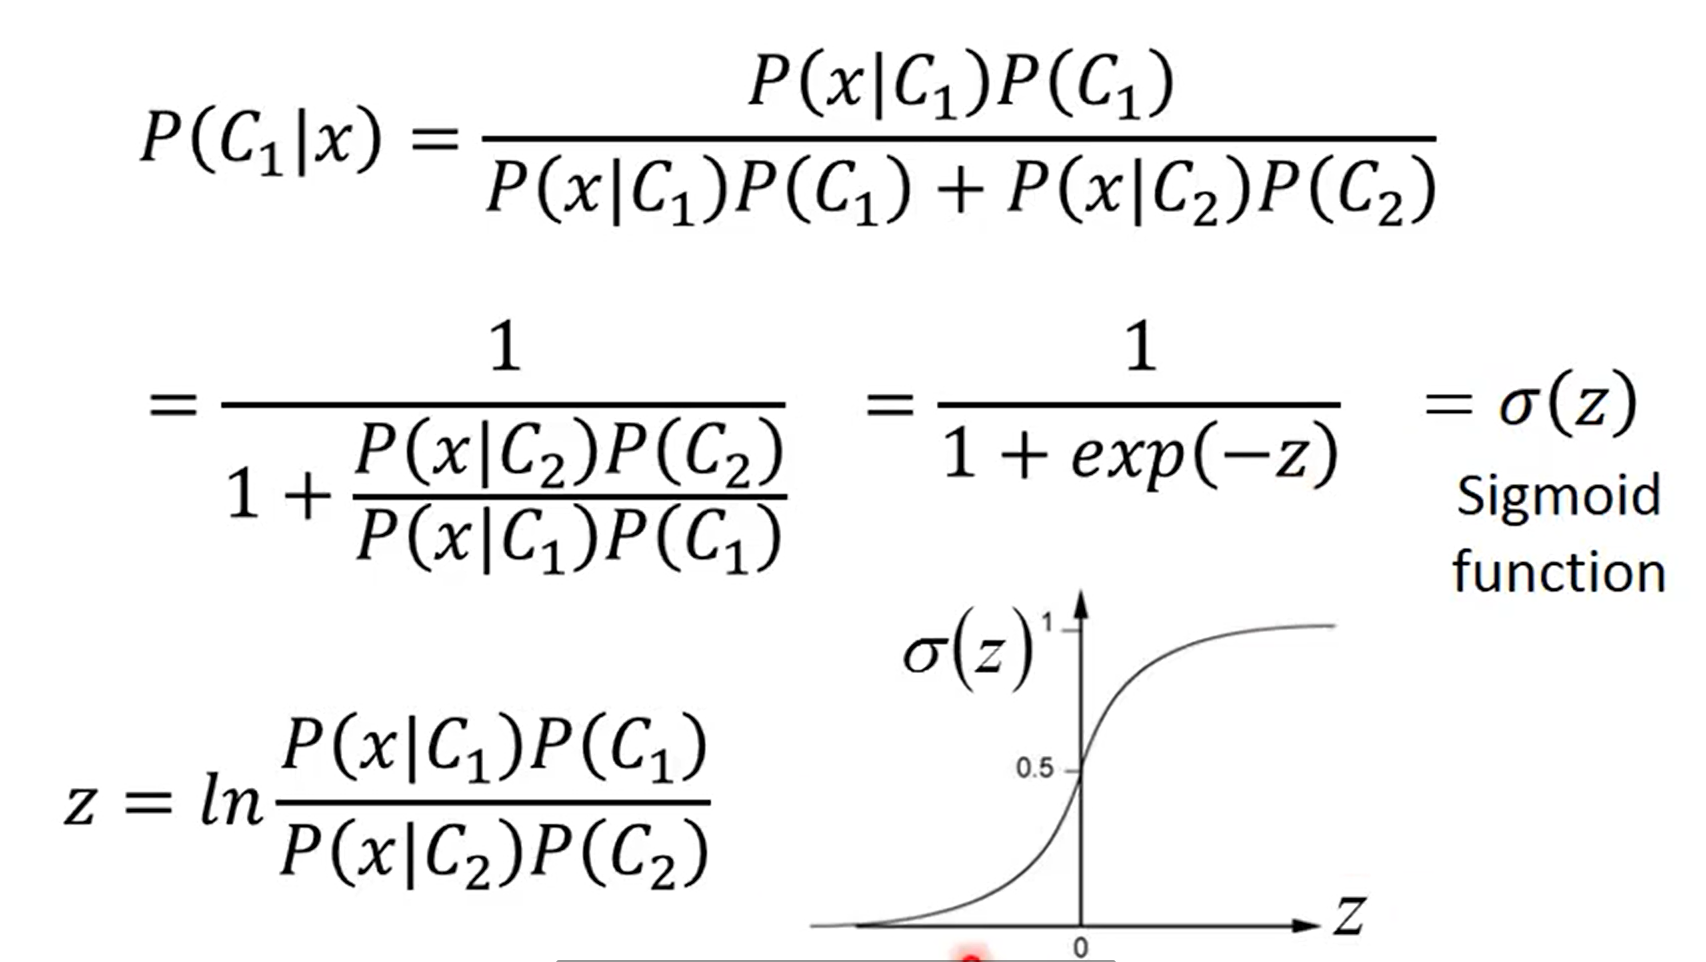 P(C₁|x) = P(x|C₁)P(C₁) / P(x|C₁)P(C₁) + P(x|C₂)P(C₂)
= 1 / 1 + P(x|C₂)P(C₂) / P(x|C₁)P(C₁) = 1 / 1 + exp(−z) = σ(z)
Sigmoid
function
z = ln P(x|C₁)P(C₁) / P(x|C₂)P(C₂)
σ(z)
1
0.5
0
z